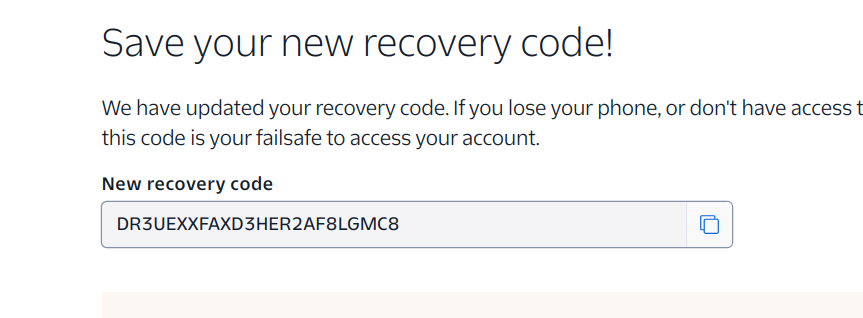 Save your new recovery code!
We have updated your recovery code. If you lose your phone, or don't have access
this code is your failsafe to access your account.
New recovery code
DR3UEXXFAXD3HER2AF8LGMC8